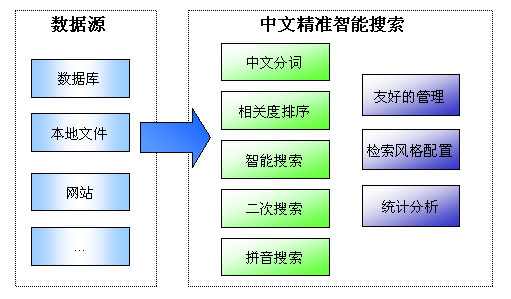 数据源
数据库
本地文件
网站
...
中文精准智能搜索
中文分词
相关度排序
智能搜索
二次搜索
拼音搜索
友好的管理
检索风格配置
统计分析